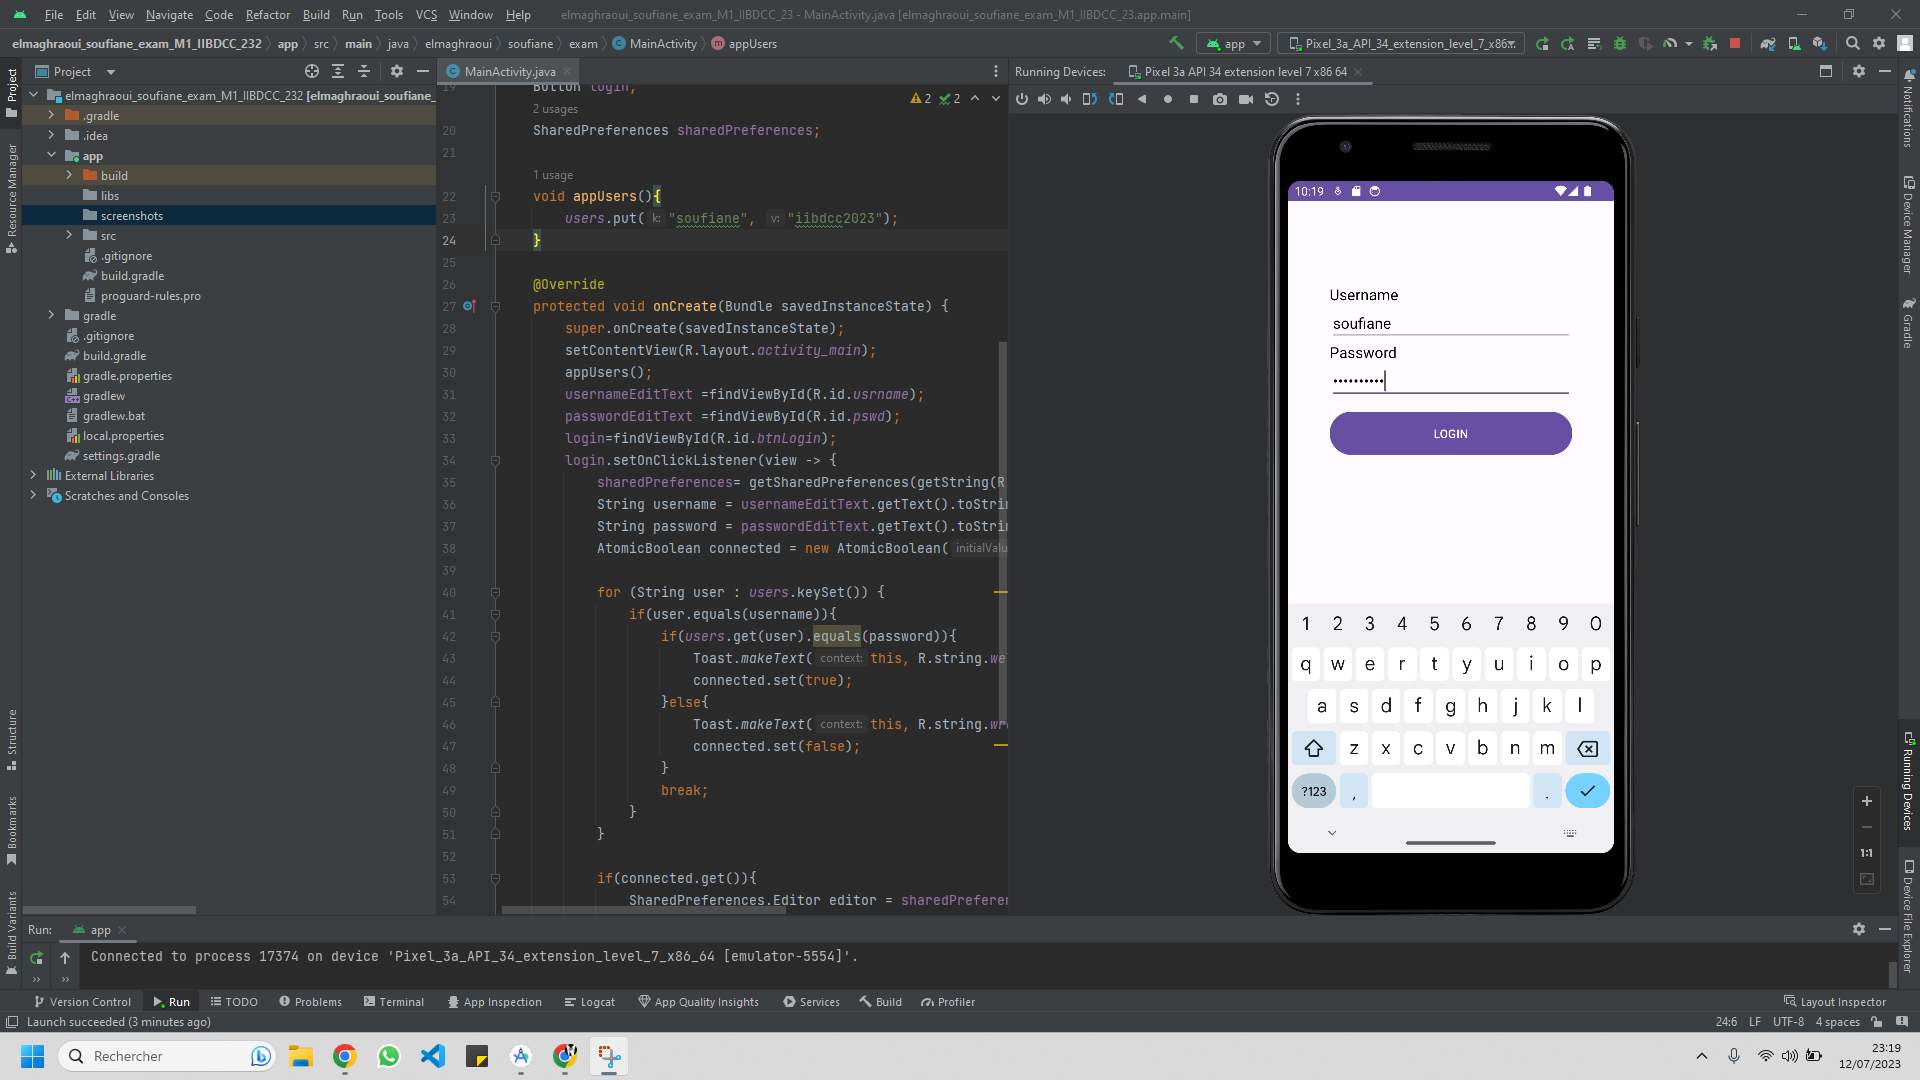 File Edit View Navigate Code Refactor Build Run Tools VCS Window Help elmaghraoui_soufiane_exam_M1_IIBDCC_23 - MainActivity.java [elmaghraoui_soufiane_exam_M1_IIBDCC_23.app.main]
elmaghraoui_soufiane_exam_M1_IIBDCC_232 app src main java elmaghraoui soufiane exam MainActivity appUsers
app Pixel_3a_API_34_extension_level_7_x86
Project
MainActivity.java
Running Devices: Pixel 3a API 34 extension level 7 x86 64
elmaghraoui_soufiane_exam_M1_IIBDCC_232 [elmaghraoui_soufiane_
.gradle
.idea
app
build
libs
screenshots
src
.gitignore
build.gradle
proguard-rules.pro
gradle
.gitignore
build.gradle
gradle.properties
gradlew
gradlew.bat
local.properties
settings.gradle
External Libraries
Scratches and Consoles
2 2
19 Button login;
2 usages
20 SharedPreferences sharedPreferences;
21
1 usage
22 void appUsers(){
23 users.put( k: "soufiane", v: "iibdcc2023");
24 }
25
26 @Override
27 protected void onCreate(Bundle savedInstanceState) {
28 super.onCreate(savedInstanceState);
29 setContentView(R.layout.activity_main);
30 appUsers();
31 usernameEditText =findViewById(R.id.usrname);
32 passwordEditText =findViewById(R.id.pswd);
33 login=findViewById(R.id.btnLogin);
34 login.setOnClickListener(view -> {
35 sharedPreferences= getSharedPreferences(getString(R
36 String username = usernameEditText.getText().toStrin
37 String password = passwordEditText.getText().toStrin
38 AtomicBoolean connected = new AtomicBoolean( initialValu
39
40 for (String user : users.keySet()) {
41 if(user.equals(username)){
42 if(users.get(user).equals(password)){
43 Toast.makeText( context: this, R.string.we
44 connected.set(true);
45 }else{
46 Toast.makeText( context: this, R.string.wr
47 connected.set(false);
48 }
49 break;
50 }
51 }
52
53 if(connected.get()){
54 SharedPreferences.Editor editor = sharedPrefere
10:19
Username
soufiane
Password
••••••••••
LOGIN
1 2 3 4 5 6 7 8 9 0
q w e r t y u i o p
a s d f g h j k l
z x c v b n m
?123 , .
1:1
Project
Resource Manager
Structure
Bookmarks
Build Variants
Notifications
Device Manager
Gradle
Running Devices
Device File Explorer
Run: app
Connected to process 17374 on device 'Pixel_3a_API_34_extension_level_7_x86_64 [emulator-5554]'.
Version Control Run TODO Problems Terminal App Inspection Logcat App Quality Insights Services Build Profiler Layout Inspector
Launch succeeded (3 minutes ago) 24:6 LF UTF-8 4 spaces
Rechercher
23:19
12/07/2023